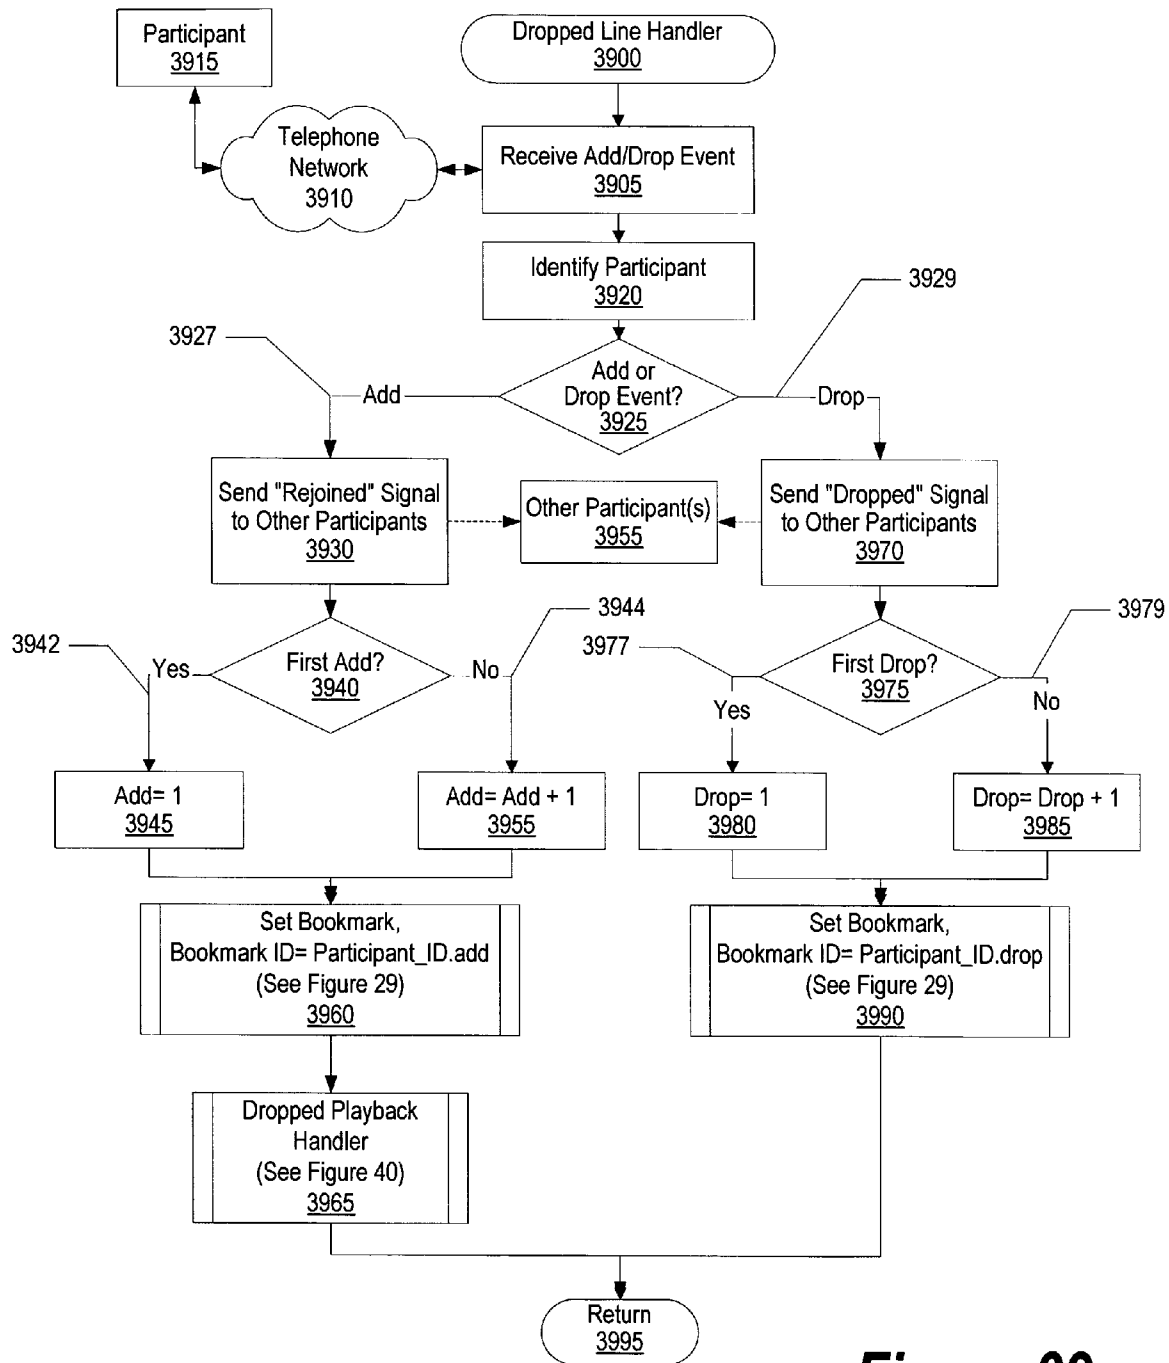 Participant
3915
Dropped Line Handler
3900
Telephone
Network
3910
Receive Add/Drop Event
3905
Identify Participant
3920
3929
3927
Add or
Drop Event?
3925
Add
Drop
Send "Rejoined" Signal
to Other Participants
3930
Other Participant(s)
3955
Send "Dropped" Signal
to Other Participants
3970
3942
3944
3977
3979
Yes
First Add?
3940
No
First Drop?
3975
Yes
No
Add= 1
3945
Add= Add + 1
3955
Drop= 1
3980
Drop= Drop + 1
3985
Set Bookmark,
Bookmark ID= Participant_ID.add
(See Figure 29)
3960
Set Bookmark,
Bookmark ID= Participant_ID.drop
(See Figure 29)
3990
Dropped Playback
Handler
(See Figure 40)
3965
Return
3995